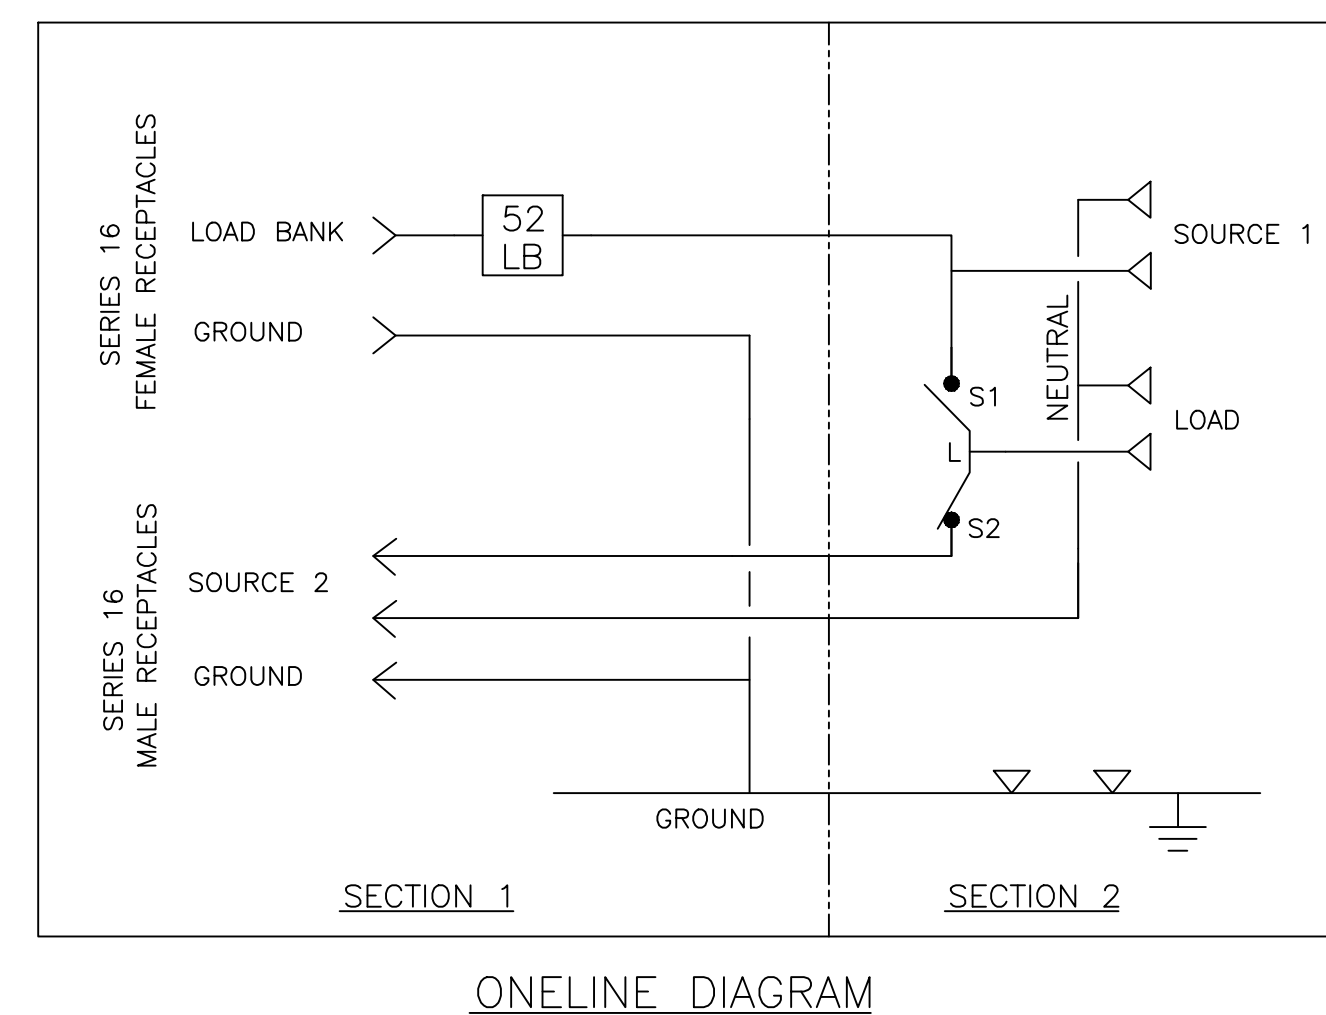 SERIES 16
FEMALE RECEPTACLES
LOAD BANK
52
LB
GROUND
SOURCE 1
NEUTRAL
S1
LOAD
L
S2
SERIES 16
MALE RECEPTACLES
SOURCE 2
GROUND
GROUND
SECTION 1
SECTION 2
ONELINE DIAGRAM